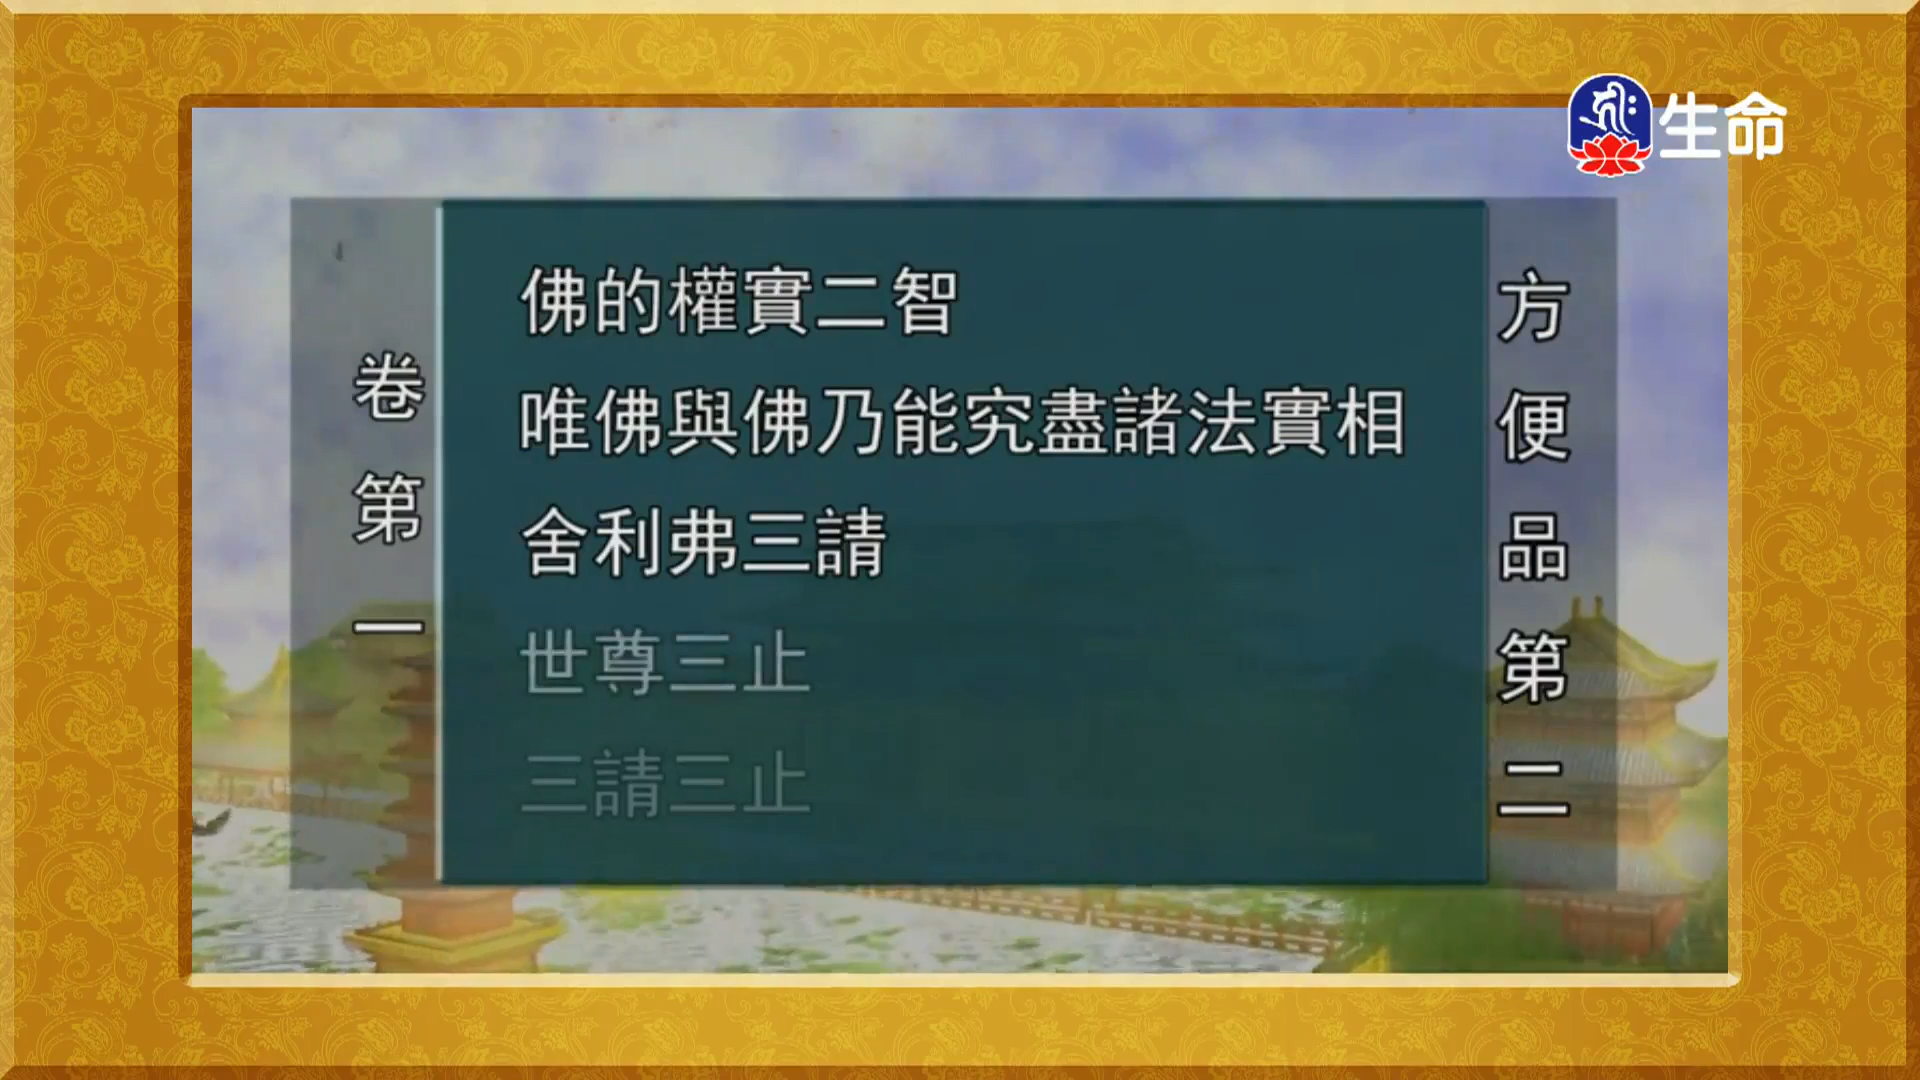 生命
方便品第二
佛的權實二智
唯佛與佛乃能究盡諸法實相
舍利弗三請
世尊三止
三請三止
卷第一